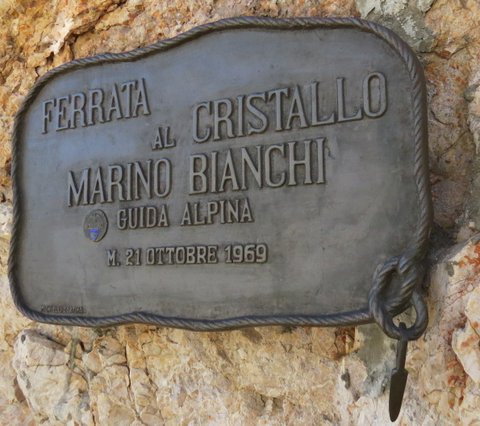 FERRATA
AL CRISTALLO
MARINO BIANCHI
GUIDA ALPINA
M. 21 OTTOBRE 1969